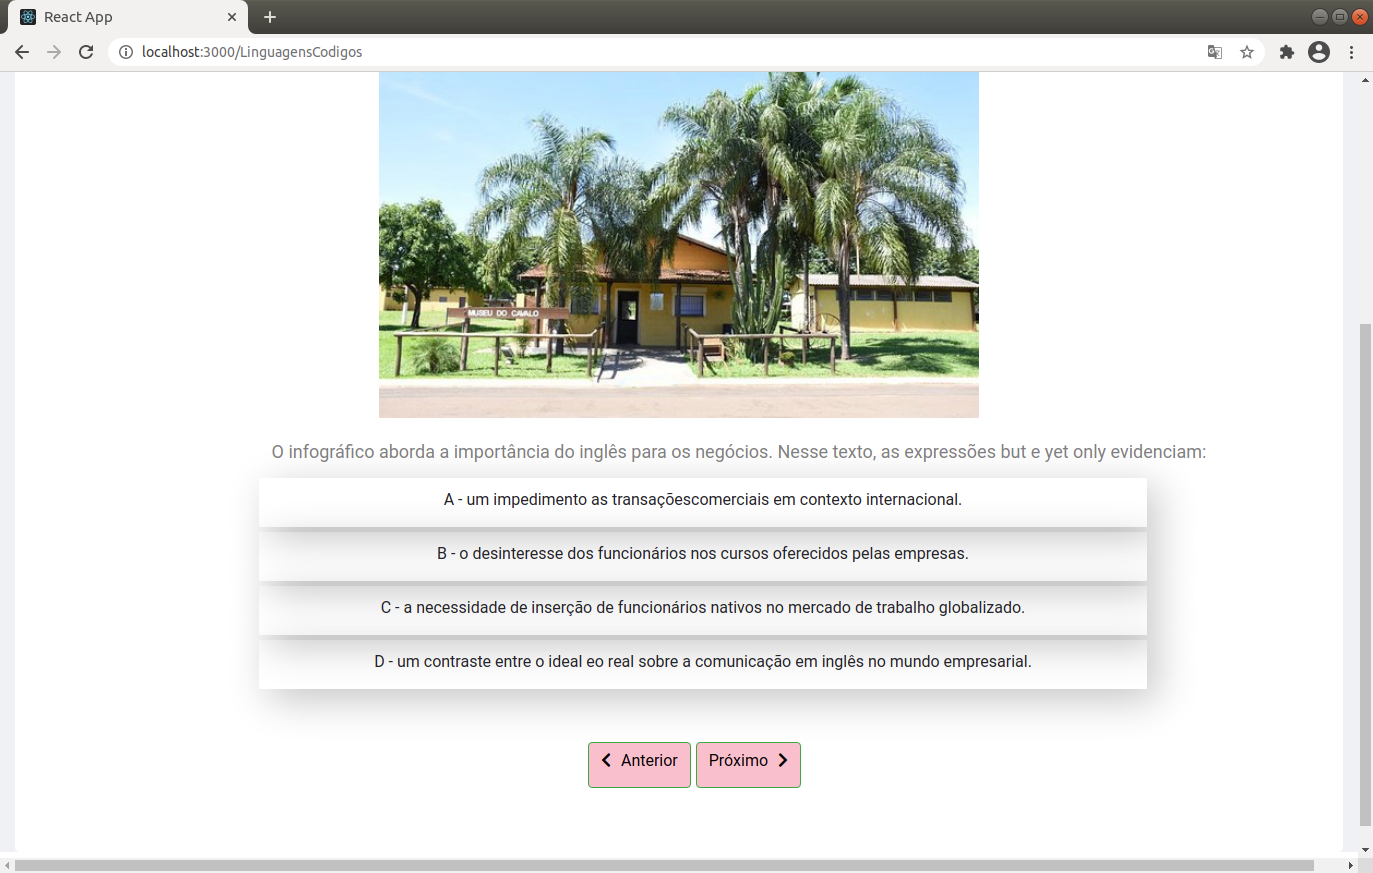 React App
localhost:3000/LinguagensCodigos
MUSEU DO CAVALO
O infográfico aborda a importância do inglês para os negócios. Nesse texto, as expressões but e yet only evidenciam:
A - um impedimento as transaçõescomerciais em contexto internacional.
B - o desinteresse dos funcionários nos cursos oferecidos pelas empresas.
C - a necessidade de inserção de funcionários nativos no mercado de trabalho globalizado.
D - um contraste entre o ideal eo real sobre a comunicação em inglês no mundo empresarial.
Anterior Próximo